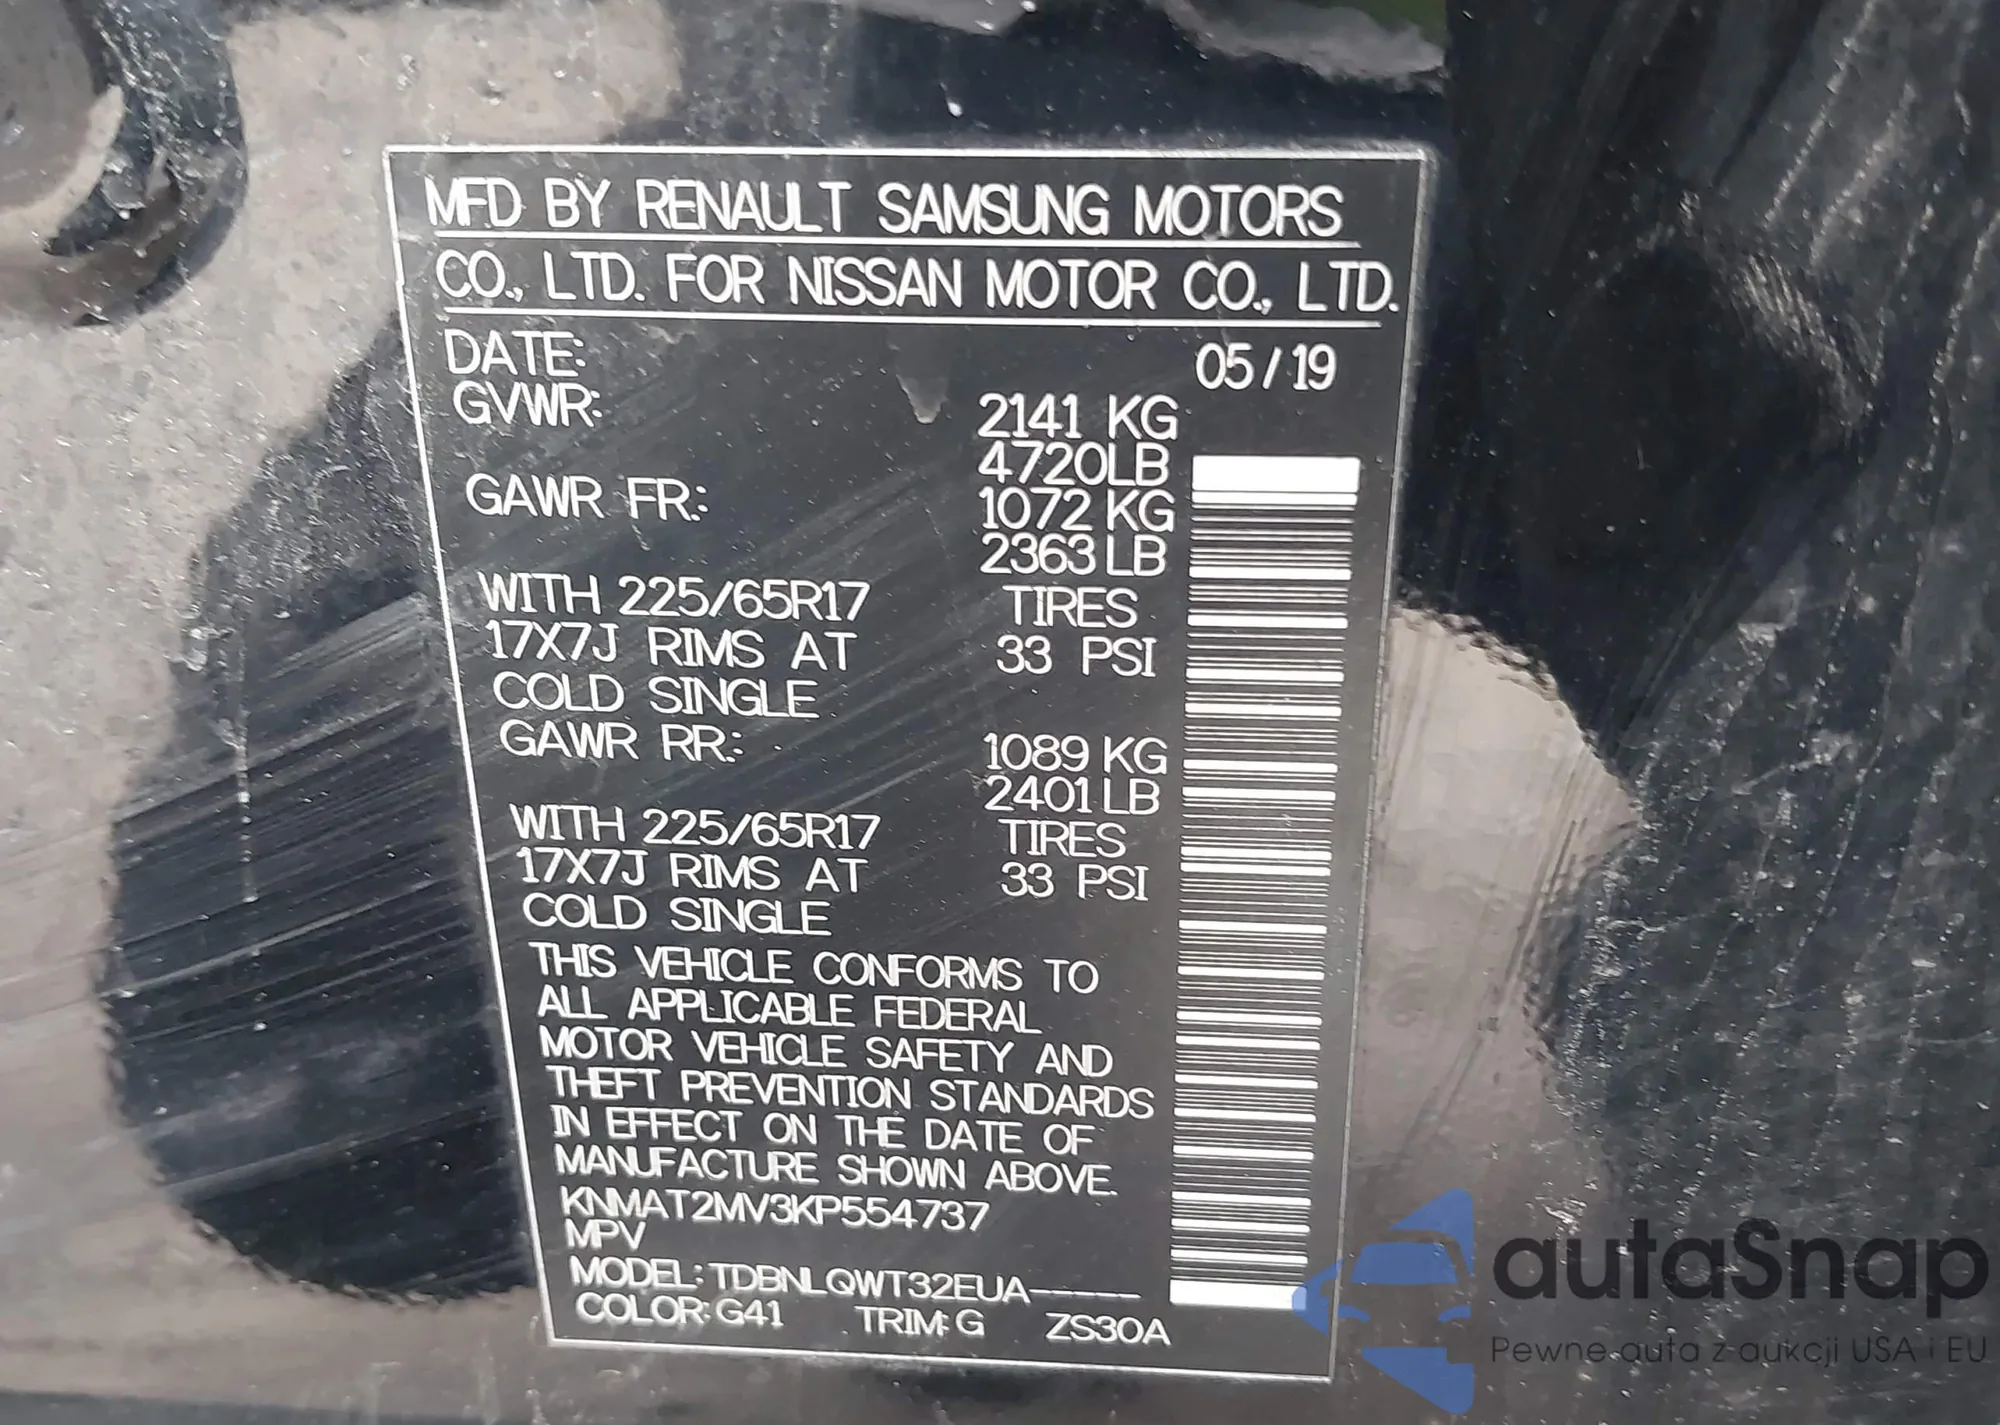 MFD BY RENAULT SAMSUNG MOTORS
CO., LTD. FOR NISSAN MOTOR CO., LTD.
DATE: 05/19
GVWR: 2141 KG
4720LB
GAWR FR: 1072 KG
2363 LB
WITH 225/65R17 TIRES
17X7J RIMS AT 33 PSI
COLD SINGLE
GAWR RR: 1089 KG
2401 LB
WITH 225/65R17 TIRES
17X7J RIMS AT 33 PSI
COLD SINGLE
THIS VEHICLE CONFORMS TO
ALL APPLICABLE FEDERAL
MOTOR VEHICLE SAFETY AND
THEFT PREVENTION STANDARDS
IN EFFECT ON THE DATE OF
MANUFACTURE SHOWN ABOVE.
KNMAT2MV3KP554737
MPV
MODEL: TDBNLQWT32EUA-----
COLOR: G41 TRIM: G ZS30A
autaSnap
Pewne auta z aukcji USA i EU